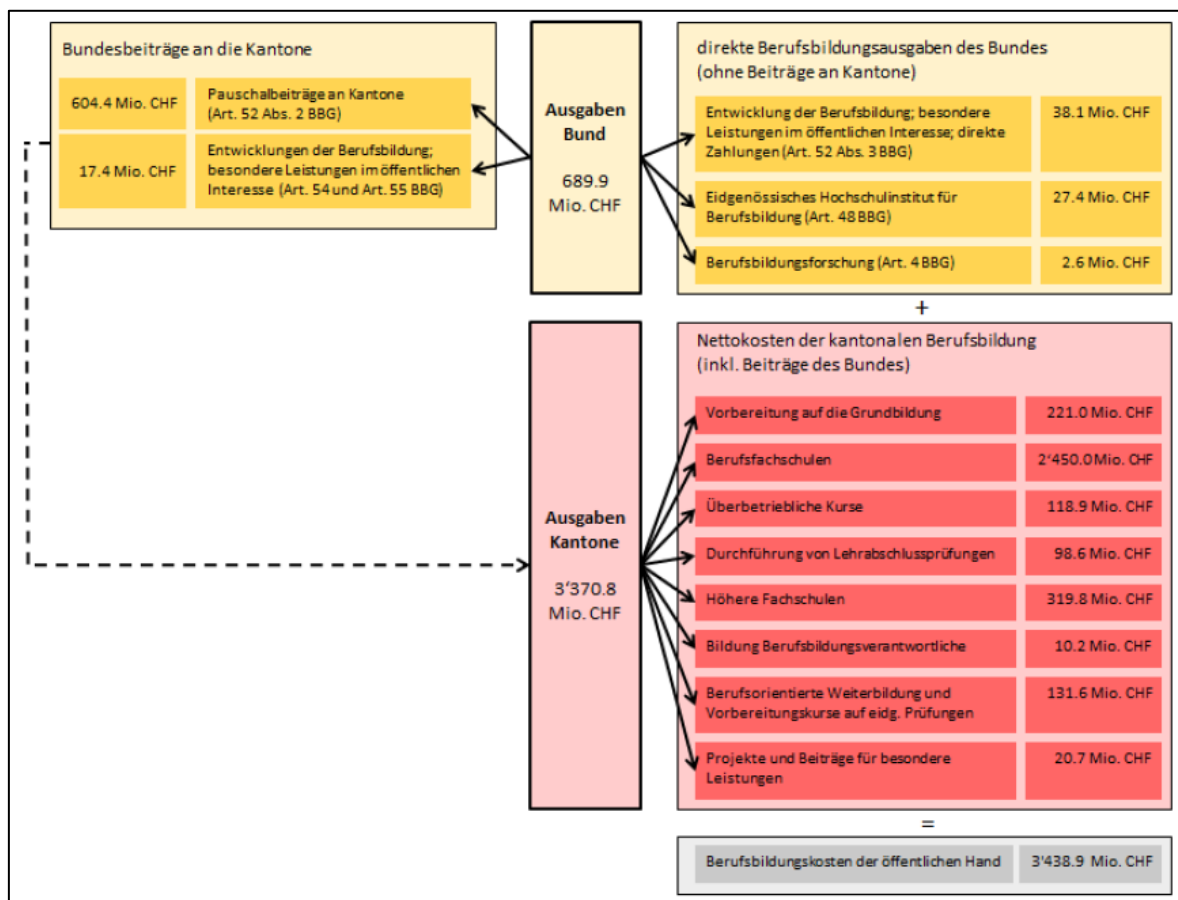 Bundesbeiträge an die Kantone
604.4 Mio. CHF
Pauschalbeiträge an Kantone
(Art. 52 Abs. 2 BBG)
17.4 Mio. CHF
Entwicklungen der Berufsbildung;
besondere Leistungen im öffentlichen
Interesse (Art. 54 und Art. 55 BBG)
Ausgaben
Bund
689.9
Mio. CHF
direkte Berufsbildungsausgaben des Bundes
(ohne Beiträge an Kantone)
Entwicklung der Berufsbildung; besondere
Leistungen im öffentlichen Interesse; direkte
Zahlungen (Art. 52 Abs. 3 BBG)
38.1 Mio. CHF
Eidgenössisches Hochschulinstitut für
Berufsbildung (Art. 48 BBG)
27.4 Mio. CHF
Berufsbildungsforschung (Art. 4 BBG)
2.6 Mio. CHF
+
Ausgaben
Kantone
3'370.8
Mio. CHF
Nettokosten der kantonalen Berufsbildung
(inkl. Beiträge des Bundes)
Vorbereitung auf die Grundbildung
221.0 Mio. CHF
Berufsfachschulen
2'450.0 Mio. CHF
Überbetriebliche Kurse
118.9 Mio. CHF
Durchführung von Lehrabschlussprüfungen
98.6 Mio. CHF
Höhere Fachschulen
319.8 Mio. CHF
Bildung Berufsbildungsverantwortliche
10.2 Mio. CHF
Berufsorientierte Weiterbildung und
Vorbereitungskurse auf eidg. Prüfungen
131.6 Mio. CHF
Projekte und Beiträge für besondere
Leistungen
20.7 Mio. CHF
=
Berufsbildungskosten der öffentlichen Hand
3'438.9 Mio. CHF